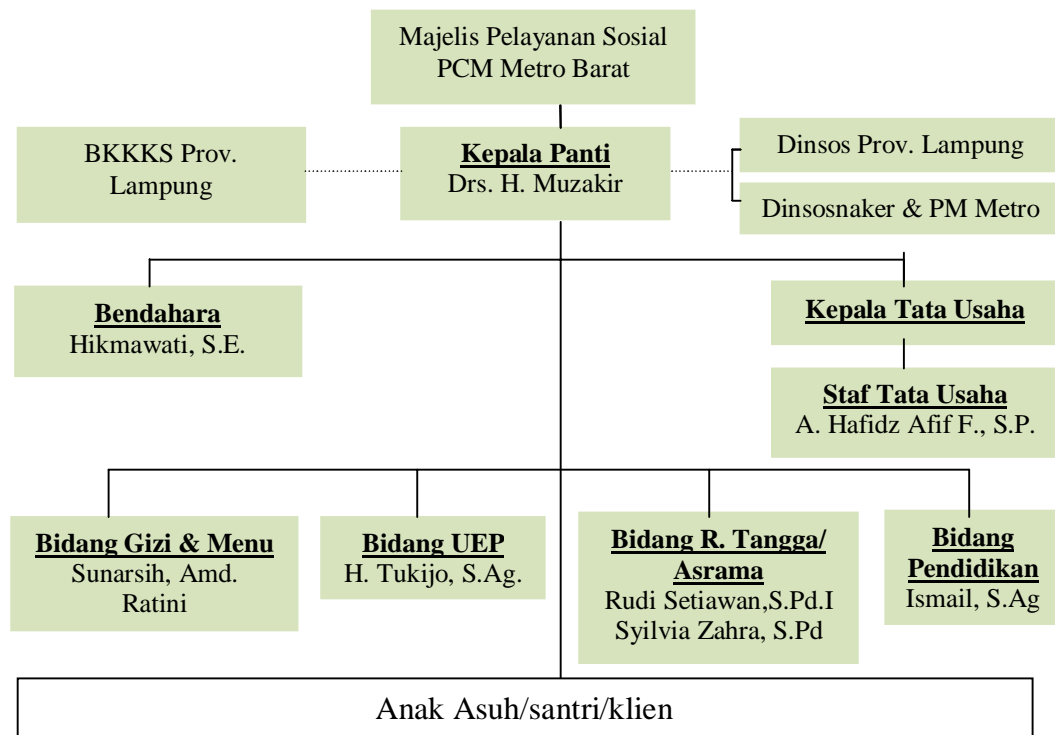 Majelis Pelayanan Sosial
PCM Metro Barat
BKKKS Prov.
Lampung
Kepala Panti
Drs. H. Muzakir
Dinsos Prov. Lampung
Dinsosnaker & PM Metro
Bendahara
Hikmawati, S.E.
Kepala Tata Usaha
Staf Tata Usaha
A. Hafidz Afif F., S.P.
Bidang Gizi & Menu
Sunarsih, Amd.
Ratini
Bidang UEP
H. Tukijo, S.Ag.
Bidang R. Tangga/
Asrama
Rudi Setiawan,S.Pd.I
Syilvia Zahra, S.Pd
Bidang
Pendidikan
Ismail, S.Ag
Anak Asuh/santri/klien